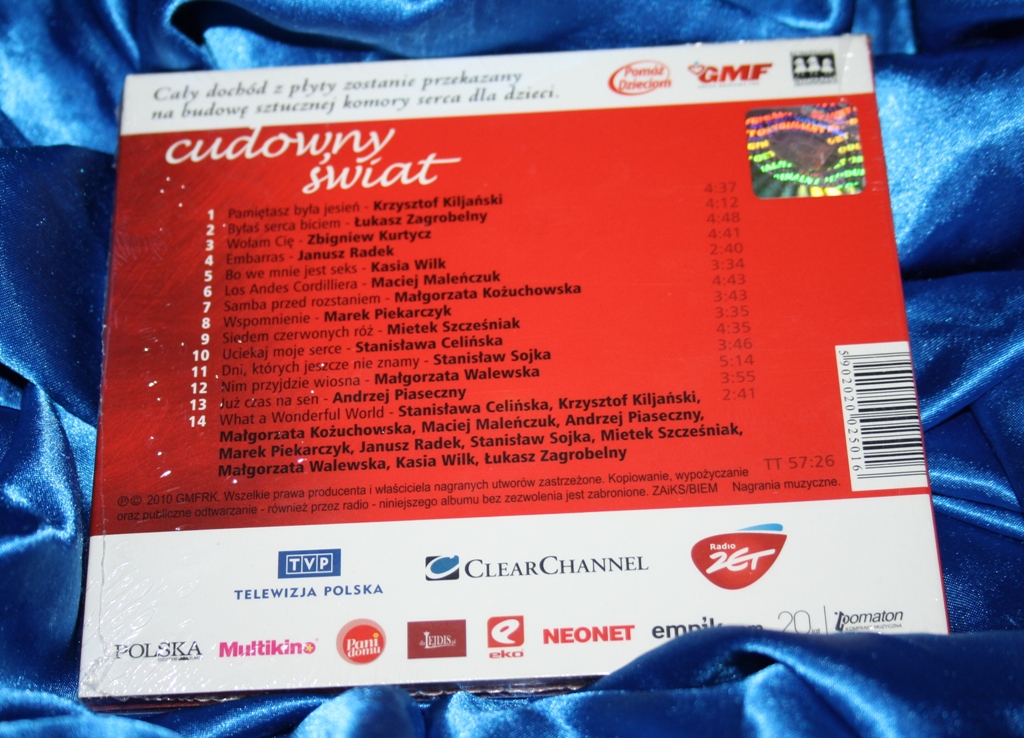 Cały dochód z płyty zostanie przekazany
na budowę sztucznej komory serca dla dzieci.
Pomóż
Dzieciom
GMF
cudowny
świat
1 Pamiętasz była jesień - Krzysztof Kiljański 4:37
2 Byłaś serca biciem - Łukasz Zagrobelny 4:12
3 Wołam Cię - Zbigniew Kurtycz 4:48
4 Embarras - Janusz Radek 4:41
5 Bo we mnie jest seks - Kasia Wilk 2:40
6 Los Andes Cordilliera - Maciej Maleńczuk 3:34
7 Samba przed rozstaniem - Małgorzata Kożuchowska 4:43
8 Wspomnienie - Marek Piekarczyk 3:43
9 Siedem czerwonych róż - Mietek Szcześniak 3:35
10 Uciekaj moje serce - Stanisława Celińska 4:35
11 Dni, których jeszcze nie znamy - Stanisław Sojka 3:46
12 Nim przyjdzie wiosna - Małgorzata Walewska 5:14
13 Już czas na sen - Andrzej Piaseczny 3:55
14 What a Wonderful World - Stanisława Celińska, Krzysztof Kiljański, 2:41
Małgorzata Kożuchowska, Maciej Maleńczuk, Andrzej Piaseczny,
Marek Piekarczyk, Janusz Radek, Stanisław Sojka, Mietek Szcześniak,
Małgorzata Walewska, Kasia Wilk, Łukasz Zagrobelny
TT 57:26
5 902020 025016
℗© 2010 GMFRK. Wszelkie prawa producenta i właściciela nagranych utworów zastrzeżone. Kopiowanie, wypożyczanie
oraz publiczne odtwarzanie - również przez radio - niniejszego albumu bez zezwolenia jest zabronione. ZAiKS/BIEM Nagrania muzyczne.
TVP
TELEWIZJA POLSKA
CLEARCHANNEL
Radio
ZET
POLSKA
Multikino
Pani
domu
LEJDIS
e
eko
NEONET
empik
20
pomaton